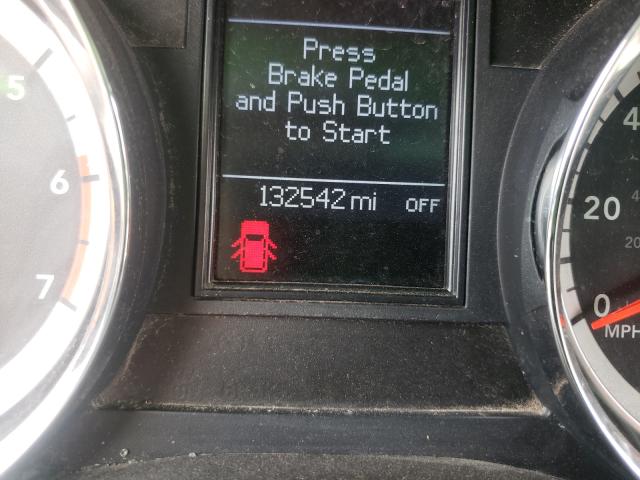 Press
Brake Pedal
and Push Button
to Start
132542 mi OFF
5
6
7
4
20
0
MPH